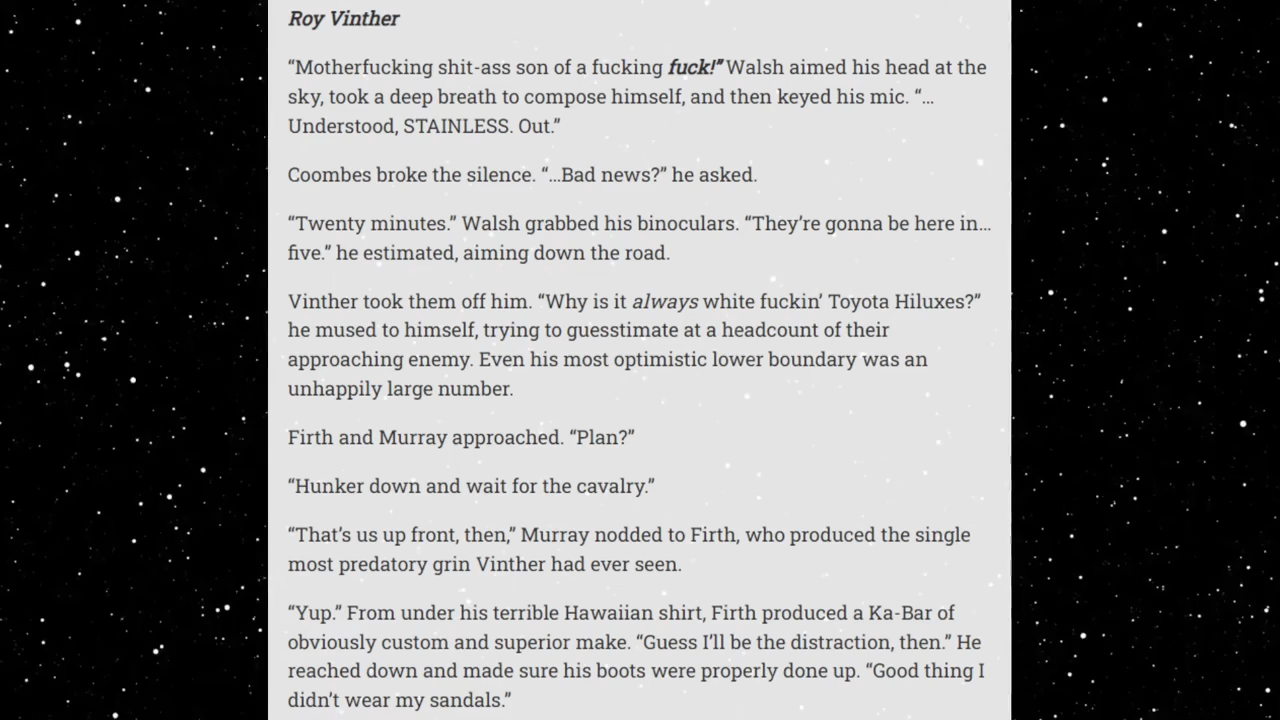 Roy Vinther
“Motherfucking shit-ass son of a fucking fuck!” Walsh aimed his head at the
sky, took a deep breath to compose himself, and then keyed his mic. “…
Understood, STAINLESS. Out.”
Coombes broke the silence. “…Bad news?” he asked.
“Twenty minutes.” Walsh grabbed his binoculars. “They’re gonna be here in…
five.” he estimated, aiming down the road.
Vinther took them off him. “Why is it always white fuckin’ Toyota Hiluxes?”
he mused to himself, trying to guesstimate at a headcount of their
approaching enemy. Even his most optimistic lower boundary was an
unhappily large number.
Firth and Murray approached. “Plan?”
“Hunker down and wait for the cavalry.”
“That’s us up front, then,” Murray nodded to Firth, who produced the single
most predatory grin Vinther had ever seen.
“Yup.” From under his terrible Hawaiian shirt, Firth produced a Ka-Bar of
obviously custom and superior make. “Guess I’ll be the distraction, then.” He
reached down and made sure his boots were properly done up. “Good thing I
didn’t wear my sandals.”